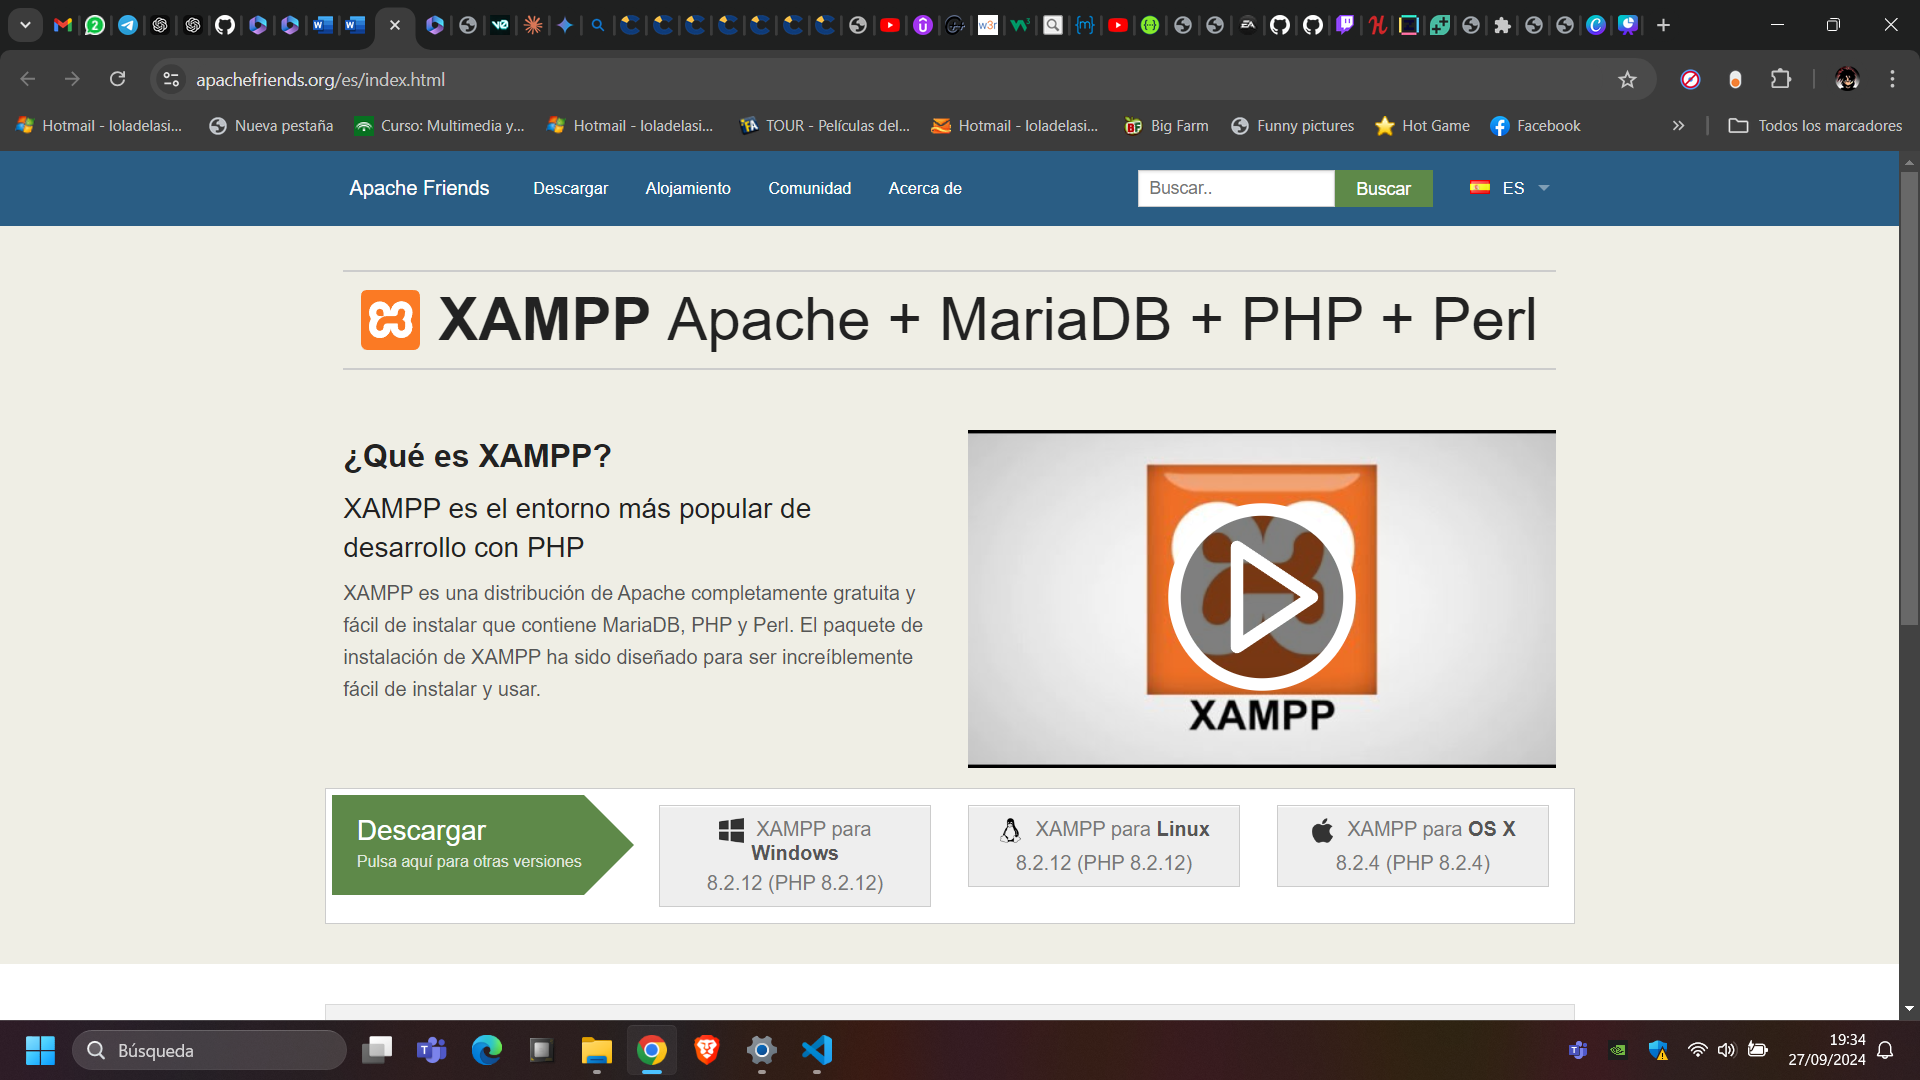 apachefriends.org/es/index.html
Hotmail - loladelasi... Nueva pestaña Curso: Multimedia y... Hotmail - loladelasi... TOUR - Películas del... Hotmail - loladelasi... Big Farm Funny pictures Hot Game Facebook » Todos los marcadores
Apache Friends Descargar Alojamiento Comunidad Acerca de Buscar.. Buscar ES
XAMPP Apache + MariaDB + PHP + Perl
¿Qué es XAMPP?
XAMPP es el entorno más popular de
desarrollo con PHP
XAMPP es una distribución de Apache completamente gratuita y
fácil de instalar que contiene MariaDB, PHP y Perl. El paquete de
instalación de XAMPP ha sido diseñado para ser increíblemente
fácil de instalar y usar.
XAMPP
Descargar
Pulsa aquí para otras versiones
XAMPP para
Windows
8.2.12 (PHP 8.2.12)
XAMPP para Linux
8.2.12 (PHP 8.2.12)
XAMPP para OS X
8.2.4 (PHP 8.2.4)
Búsqueda
19:34
27/09/2024